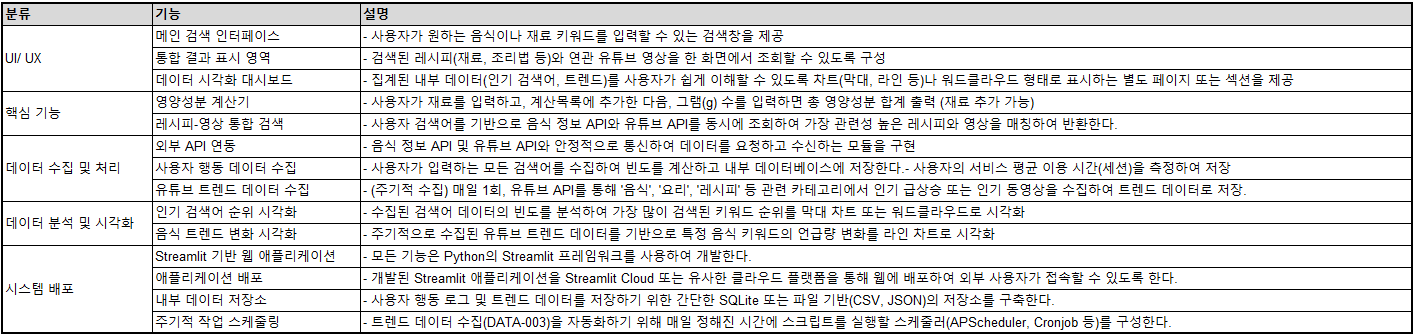 분류 기능 설명
UI/ UX
메인 검색 인터페이스 - 사용자가 원하는 음식이나 재료 키워드를 입력할 수 있는 검색창을 제공
통합 결과 표시 영역 - 검색된 레시피(재료, 조리법 등)와 연관 유튜브 영상을 한 화면에서 조회할 수 있도록 구성
데이터 시각화 대시보드 - 집계된 내부 데이터(인기 검색어, 트렌드)를 사용자가 쉽게 이해할 수 있도록 차트(막대, 라인 등)나 워드클라우드 형태로 표시하는 별도 페이지 또는 섹션을 제공
핵심 기능
영양성분 계산기 - 사용자가 재료를 입력하고, 계산목록에 추가한 다음, 그램(g) 수를 입력하면 총 영양성분 합계 출력 (재료 추가 가능)
레시피-영상 통합 검색 - 사용자 검색어를 기반으로 음식 정보 API와 유튜브 API를 동시에 조회하여 가장 관련성 높은 레시피와 영상을 매칭하여 반환한다.
데이터 수집 및 처리
외부 API 연동 - 음식 정보 API 및 유튜브 API와 안정적으로 통신하여 데이터를 요청하고 수신하는 모듈을 구현
사용자 행동 데이터 수집 - 사용자가 입력하는 모든 검색어를 수집하여 빈도를 계산하고 내부 데이터베이스에 저장한다.- 사용자의 서비스 평균 이용 시간(세션)을 측정하여 저장
유튜브 트렌드 데이터 수집 - (주기적 수집) 매일 1회, 유튜브 API를 통해 '음식', '요리', '레시피' 등 관련 카테고리에서 인기 급상승 또는 인기 동영상을 수집하여 트렌드 데이터로 저장.
데이터 분석 및 시각화
인기 검색어 순위 시각화 - 수집된 검색어 데이터의 빈도를 분석하여 가장 많이 검색된 키워드 순위를 막대 차트 또는 워드클라우드로 시각화
음식 트렌드 변화 시각화 - 주기적으로 수집된 유튜브 트렌드 데이터를 기반으로 특정 음식 키워드의 언급량 변화를 라인 차트로 시각화
시스템 배포
Streamlit 기반 웹 애플리케이션 - 모든 기능은 Python의 Streamlit 프레임워크를 사용하여 개발한다.
애플리케이션 배포 - 개발된 Streamlit 애플리케이션을 Streamlit Cloud 또는 유사한 클라우드 플랫폼을 통해 웹에 배포하여 외부 사용자가 접속할 수 있도록 한다.
내부 데이터 저장소 - 사용자 행동 로그 및 트렌드 데이터를 저장하기 위한 간단한 SQLite 또는 파일 기반(CSV, JSON)의 저장소를 구축한다.
주기적 작업 스케줄링 - 트렌드 데이터 수집(DATA-003)을 자동화하기 위해 매일 정해진 시간에 스크립트를 실행할 스케줄러(APScheduler, Cronjob 등)를 구성한다.